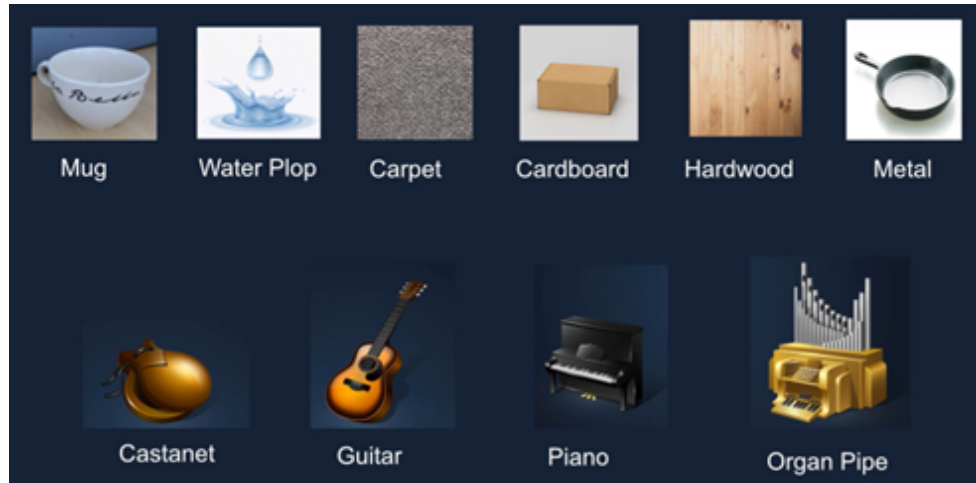 Mug
Water Plop
Carpet
Cardboard
Hardwood
Metal
Castanet
Guitar
Piano
Organ Pipe